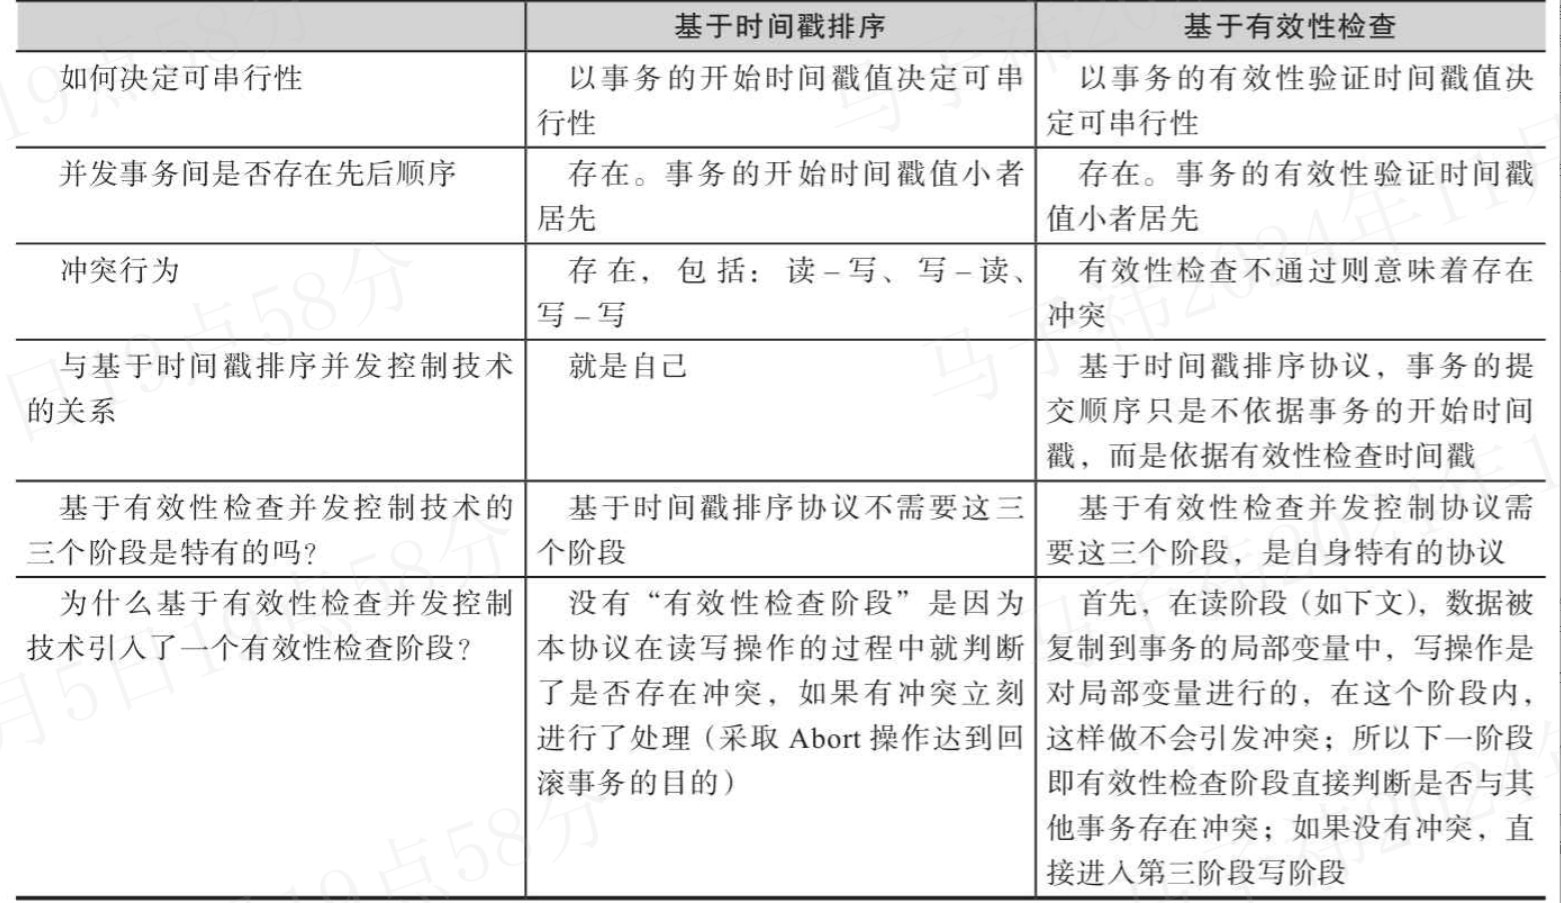 基于时间戳排序
基于有效性检查
如何决定可串行性
以事务的开始时间戳值决定可串
行性
以事务的有效性验证时间戳值决
定可串行性
并发事务间是否存在先后顺序
存在。事务的开始时间戳值小者
居先
存在。事务的有效性验证时间戳
值小者居先
冲突行为
存在，包括：读–写、写–读、
写–写
有效性检查不通过则意味着存在
冲突
与基于时间戳排序并发控制技术
的关系
就是自己
基于时间戳排序协议，事务的提
交顺序只是不依据事务的开始时间
戳，而是依据有效性检查时间戳
基于有效性检查并发控制技术的
三个阶段是特有的吗？
基于时间戳排序协议不需要这三
个阶段
基于有效性检查并发控制协议需
要这三个阶段，是自身特有的协议
为什么基于有效性检查并发控制
技术引入了一个有效性检查阶段？
没有“有效性检查阶段”是因为
本协议在读写操作的过程中就判断
了是否存在冲突，如果有冲突立刻
进行了处理（采取 Abort 操作达到回
滚事务的目的）
首先，在读阶段（如下文），数据被
复制到事务的局部变量中，写操作是
对局部变量进行的，在这个阶段内，
这样做不会引发冲突；所以下一阶段
即有效性检查阶段直接判断是否与其
他事务存在冲突；如果没有冲突，直
接进入第三阶段写阶段